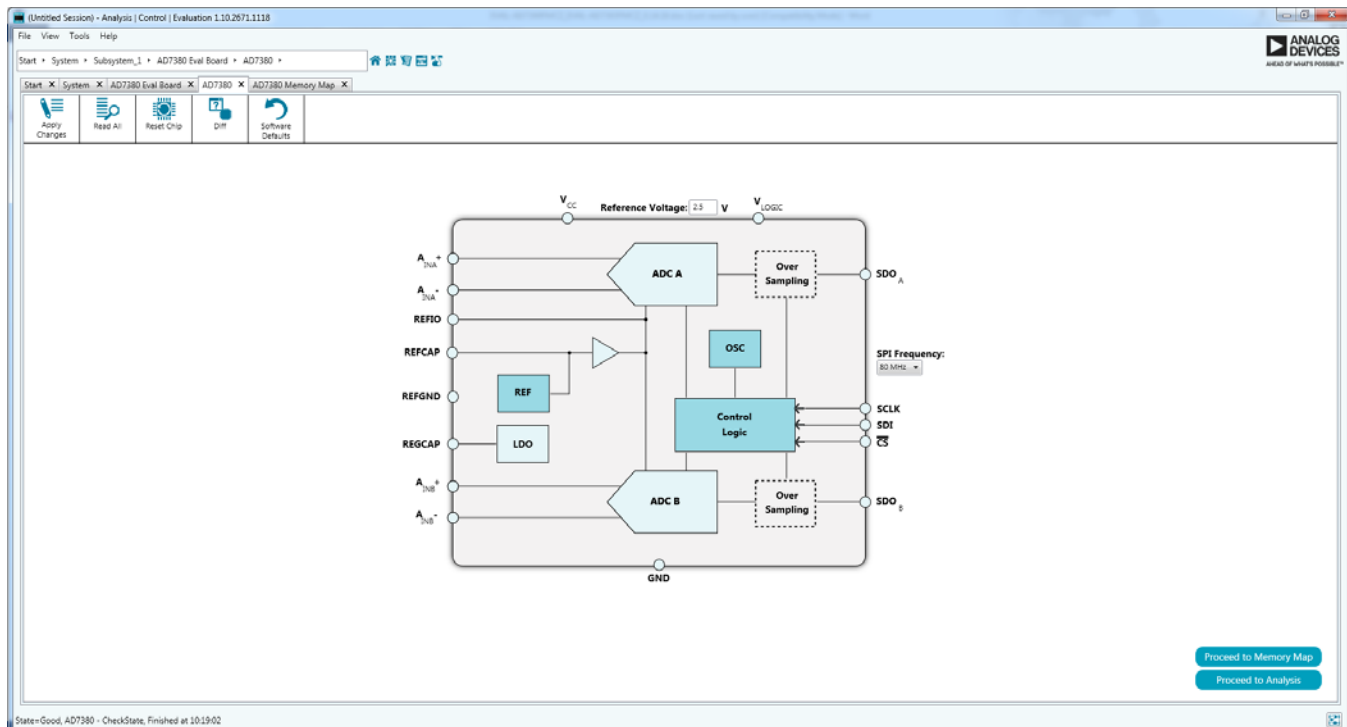 (Untitled Session) - Analysis | Control | Evaluation 1.10.2671.1118
File View Tools Help
ANALOG
DEVICES
AHEAD OF WHAT'S POSSIBLE™
Start System Subsystem_1 AD7380 Eval Board AD7380
Start X System X AD7380 Eval Board X AD7380 X AD7380 Memory Map X
Apply Changes
Read All
Reset Chip
Diff
Software Defaults
VCC
Reference Voltage: 2.5 V
VLOGIC
AINA+
ADC A
Over
Sampling
SDOA
AINA-
REFIO
REFCAP
OSC
SPI Frequency:
80 MHz
REF
REFGND
Control
Logic
SCLK
SDI
CS
REGCAP
LDO
AINB+
ADC B
Over
Sampling
SDOB
AINB-
GND
Proceed to Memory Map
Proceed to Analysis
State=Good, AD7380 - CheckState, Finished at 10:19:02